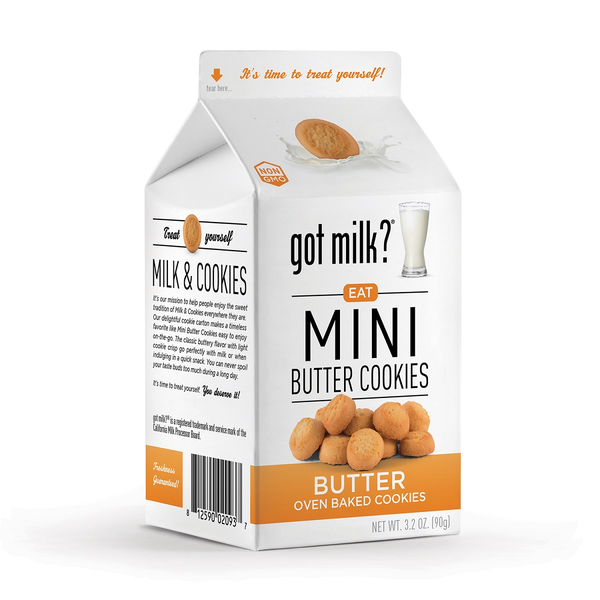 It's time to treat yourself!
tear here...
NON
GMO
got milk?®
EAT
MINI
BUTTER COOKIES
BUTTER
OVEN BAKED COOKIES
NET WT. 3.2 OZ. (90g)
Treat yourself
MILK & COOKIES
It's our mission to help people enjoy the sweet
tradition of Milk & Cookies everywhere they are.
Our delightful cookie carton makes a timeless
favorite like Mini Butter Cookies easy to enjoy
on-the-go. The classic buttery flavor with light
cookie crisp go perfectly with milk or when
indulging in a quick snack. You can never spoil
your taste buds too much during a long day.
It's time to treat yourself. You deserve it!
got milk?® is a registered trademark and service mark of the
California Milk Processor Board.
Freshness
Guaranteed!
8 12590 02093 7